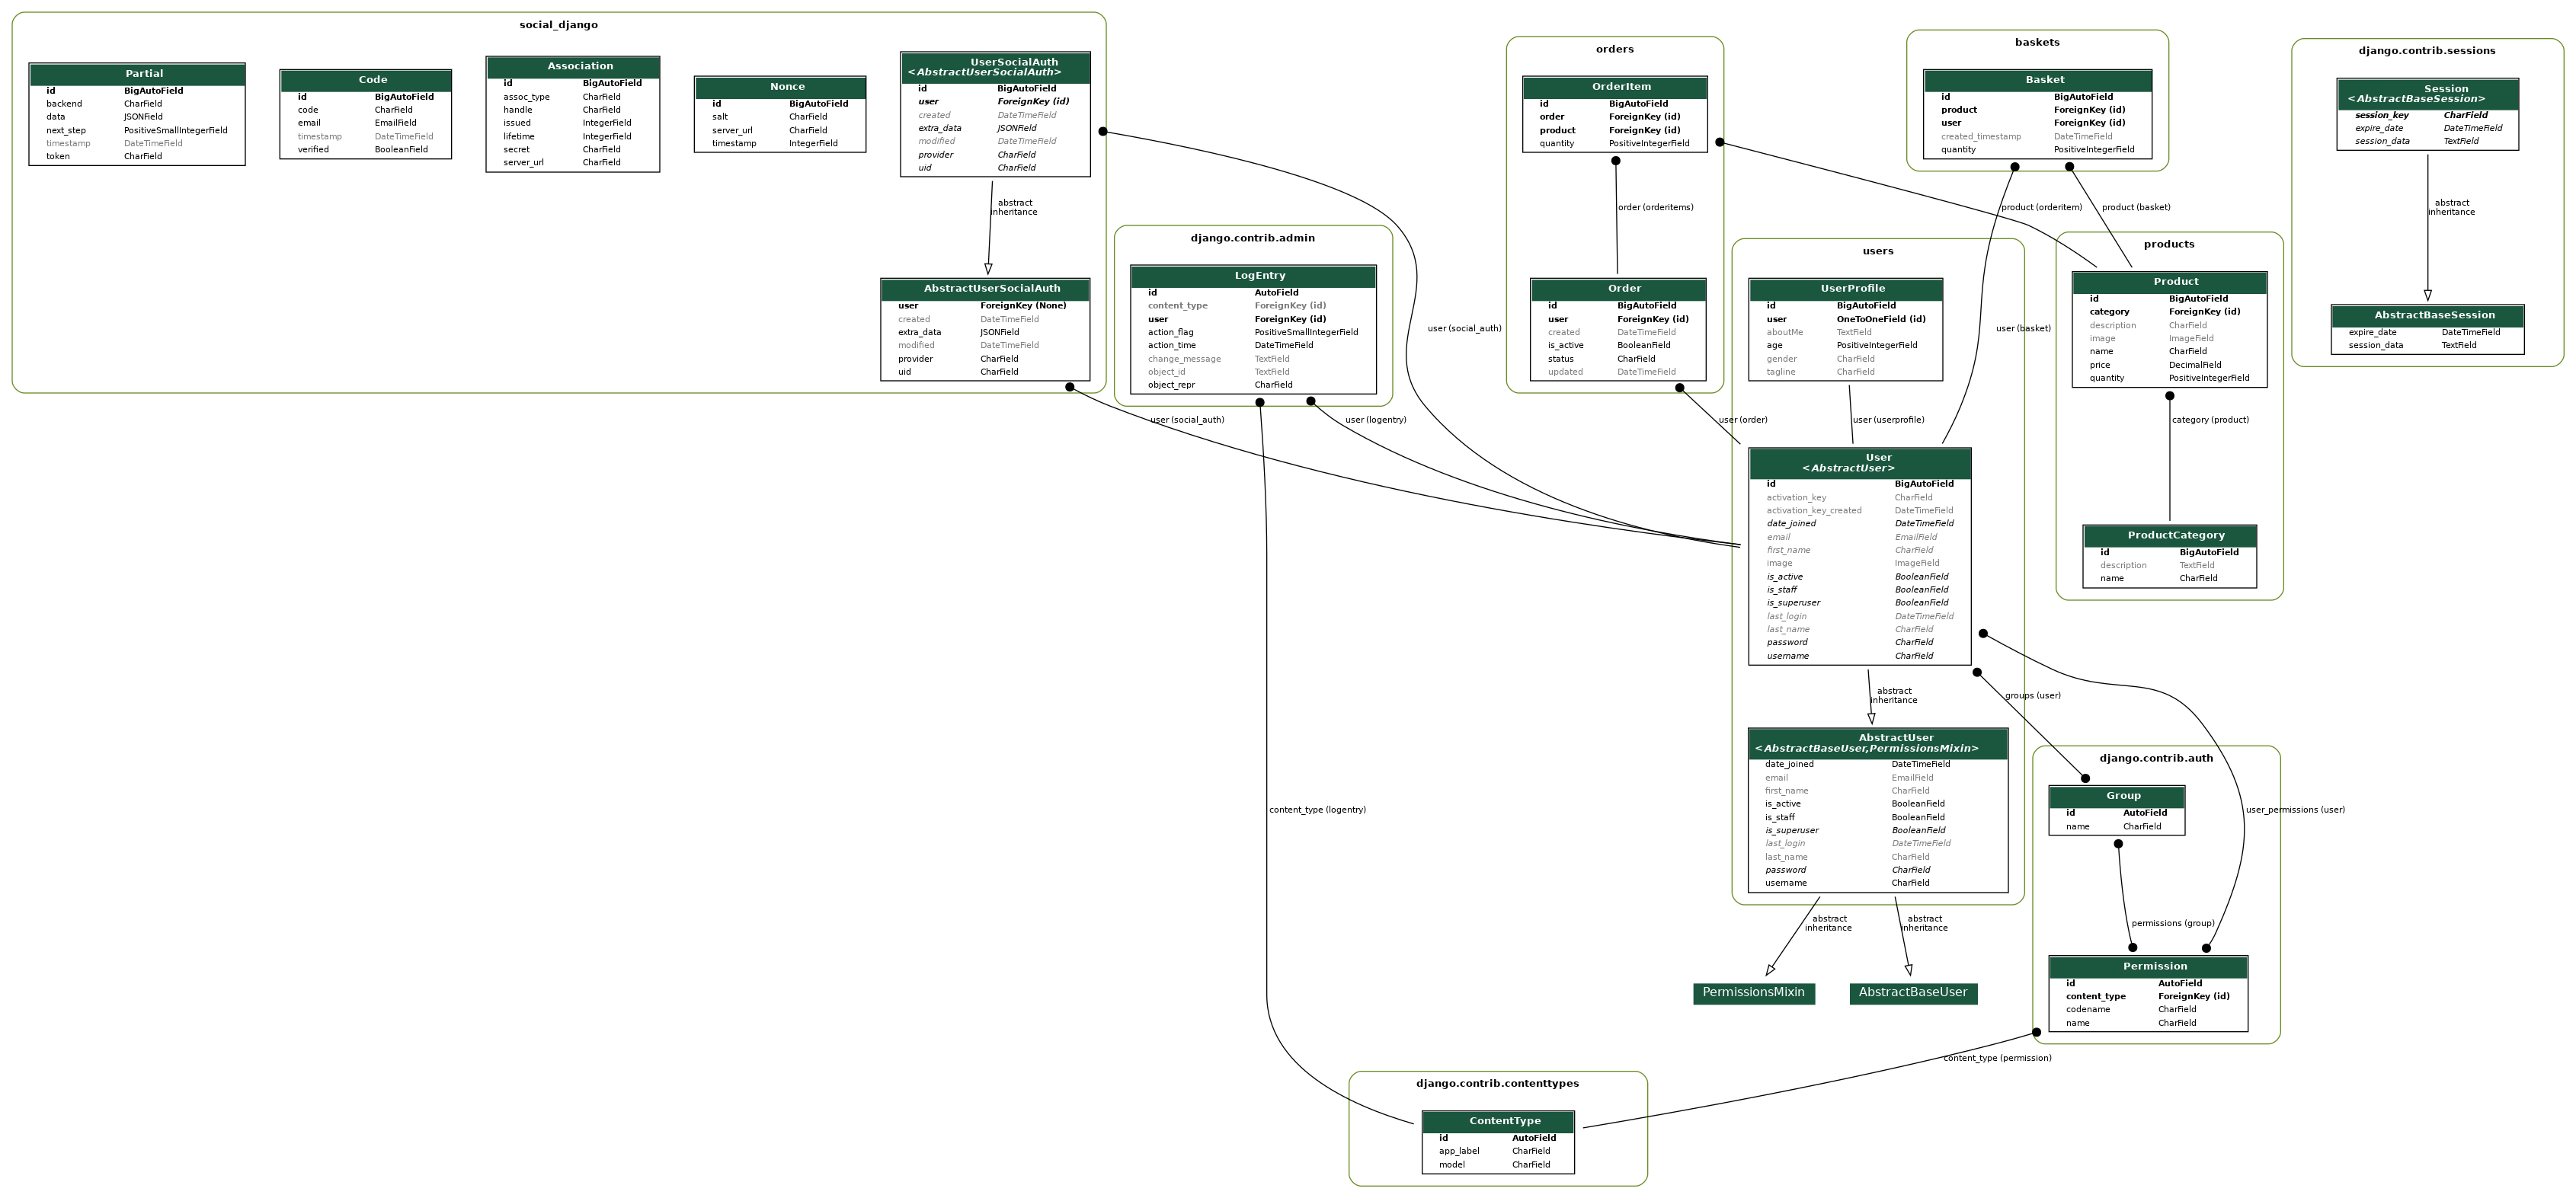 social_django
Partial
id BigAutoField
backend CharField
data JSONField
next_step PositiveSmallIntegerField
timestamp DateTimeField
token CharField
Code
id BigAutoField
code CharField
email EmailField
timestamp DateTimeField
verified BooleanField
Association
id BigAutoField
assoc_type CharField
handle CharField
issued IntegerField
lifetime IntegerField
secret CharField
server_url CharField
Nonce
id BigAutoField
salt CharField
server_url CharField
timestamp IntegerField
UserSocialAuth
<AbstractUserSocialAuth>
id BigAutoField
user ForeignKey (id)
created DateTimeField
extra_data JSONField
modified DateTimeField
provider CharField
uid CharField
abstract
inheritance
AbstractUserSocialAuth
user ForeignKey (None)
created DateTimeField
extra_data JSONField
modified DateTimeField
provider CharField
uid CharField
user (social_auth)
django.contrib.admin
LogEntry
id AutoField
content_type ForeignKey (id)
user ForeignKey (id)
action_flag PositiveSmallIntegerField
action_time DateTimeField
change_message TextField
object_id TextField
object_repr CharField
user (logentry)
user (social_auth)
content_type (logentry)
orders
OrderItem
id BigAutoField
order ForeignKey (id)
product ForeignKey (id)
quantity PositiveIntegerField
order (orderitems)
Order
id BigAutoField
user ForeignKey (id)
created DateTimeField
is_active BooleanField
status CharField
updated DateTimeField
user (order)
baskets
Basket
id BigAutoField
product ForeignKey (id)
user ForeignKey (id)
created_timestamp DateTimeField
quantity PositiveIntegerField
product (orderitem)
product (basket)
user (basket)
users
UserProfile
id BigAutoField
user OneToOneField (id)
aboutMe TextField
age PositiveIntegerField
gender CharField
tagline CharField
user (userprofile)
User
<AbstractUser>
id BigAutoField
activation_key CharField
activation_key_created DateTimeField
date_joined DateTimeField
email EmailField
first_name CharField
image ImageField
is_active BooleanField
is_staff BooleanField
is_superuser BooleanField
last_login DateTimeField
last_name CharField
password CharField
username CharField
abstract
inheritance
AbstractUser
<AbstractBaseUser,PermissionsMixin>
date_joined DateTimeField
email EmailField
first_name CharField
is_active BooleanField
is_staff BooleanField
is_superuser BooleanField
last_login DateTimeField
last_name CharField
password CharField
username CharField
abstract
inheritance
abstract
inheritance
PermissionsMixin
AbstractBaseUser
products
Product
id BigAutoField
category ForeignKey (id)
description CharField
image ImageField
name CharField
price DecimalField
quantity PositiveIntegerField
category (product)
ProductCategory
id BigAutoField
description TextField
name CharField
django.contrib.sessions
Session
<AbstractBaseSession>
session_key CharField
expire_date DateTimeField
session_data TextField
abstract
inheritance
AbstractBaseSession
expire_date DateTimeField
session_data TextField
groups (user)
user_permissions (user)
django.contrib.auth
Group
id AutoField
name CharField
permissions (group)
Permission
id AutoField
content_type ForeignKey (id)
codename CharField
name CharField
content_type (permission)
django.contrib.contenttypes
ContentType
id AutoField
app_label CharField
model CharField